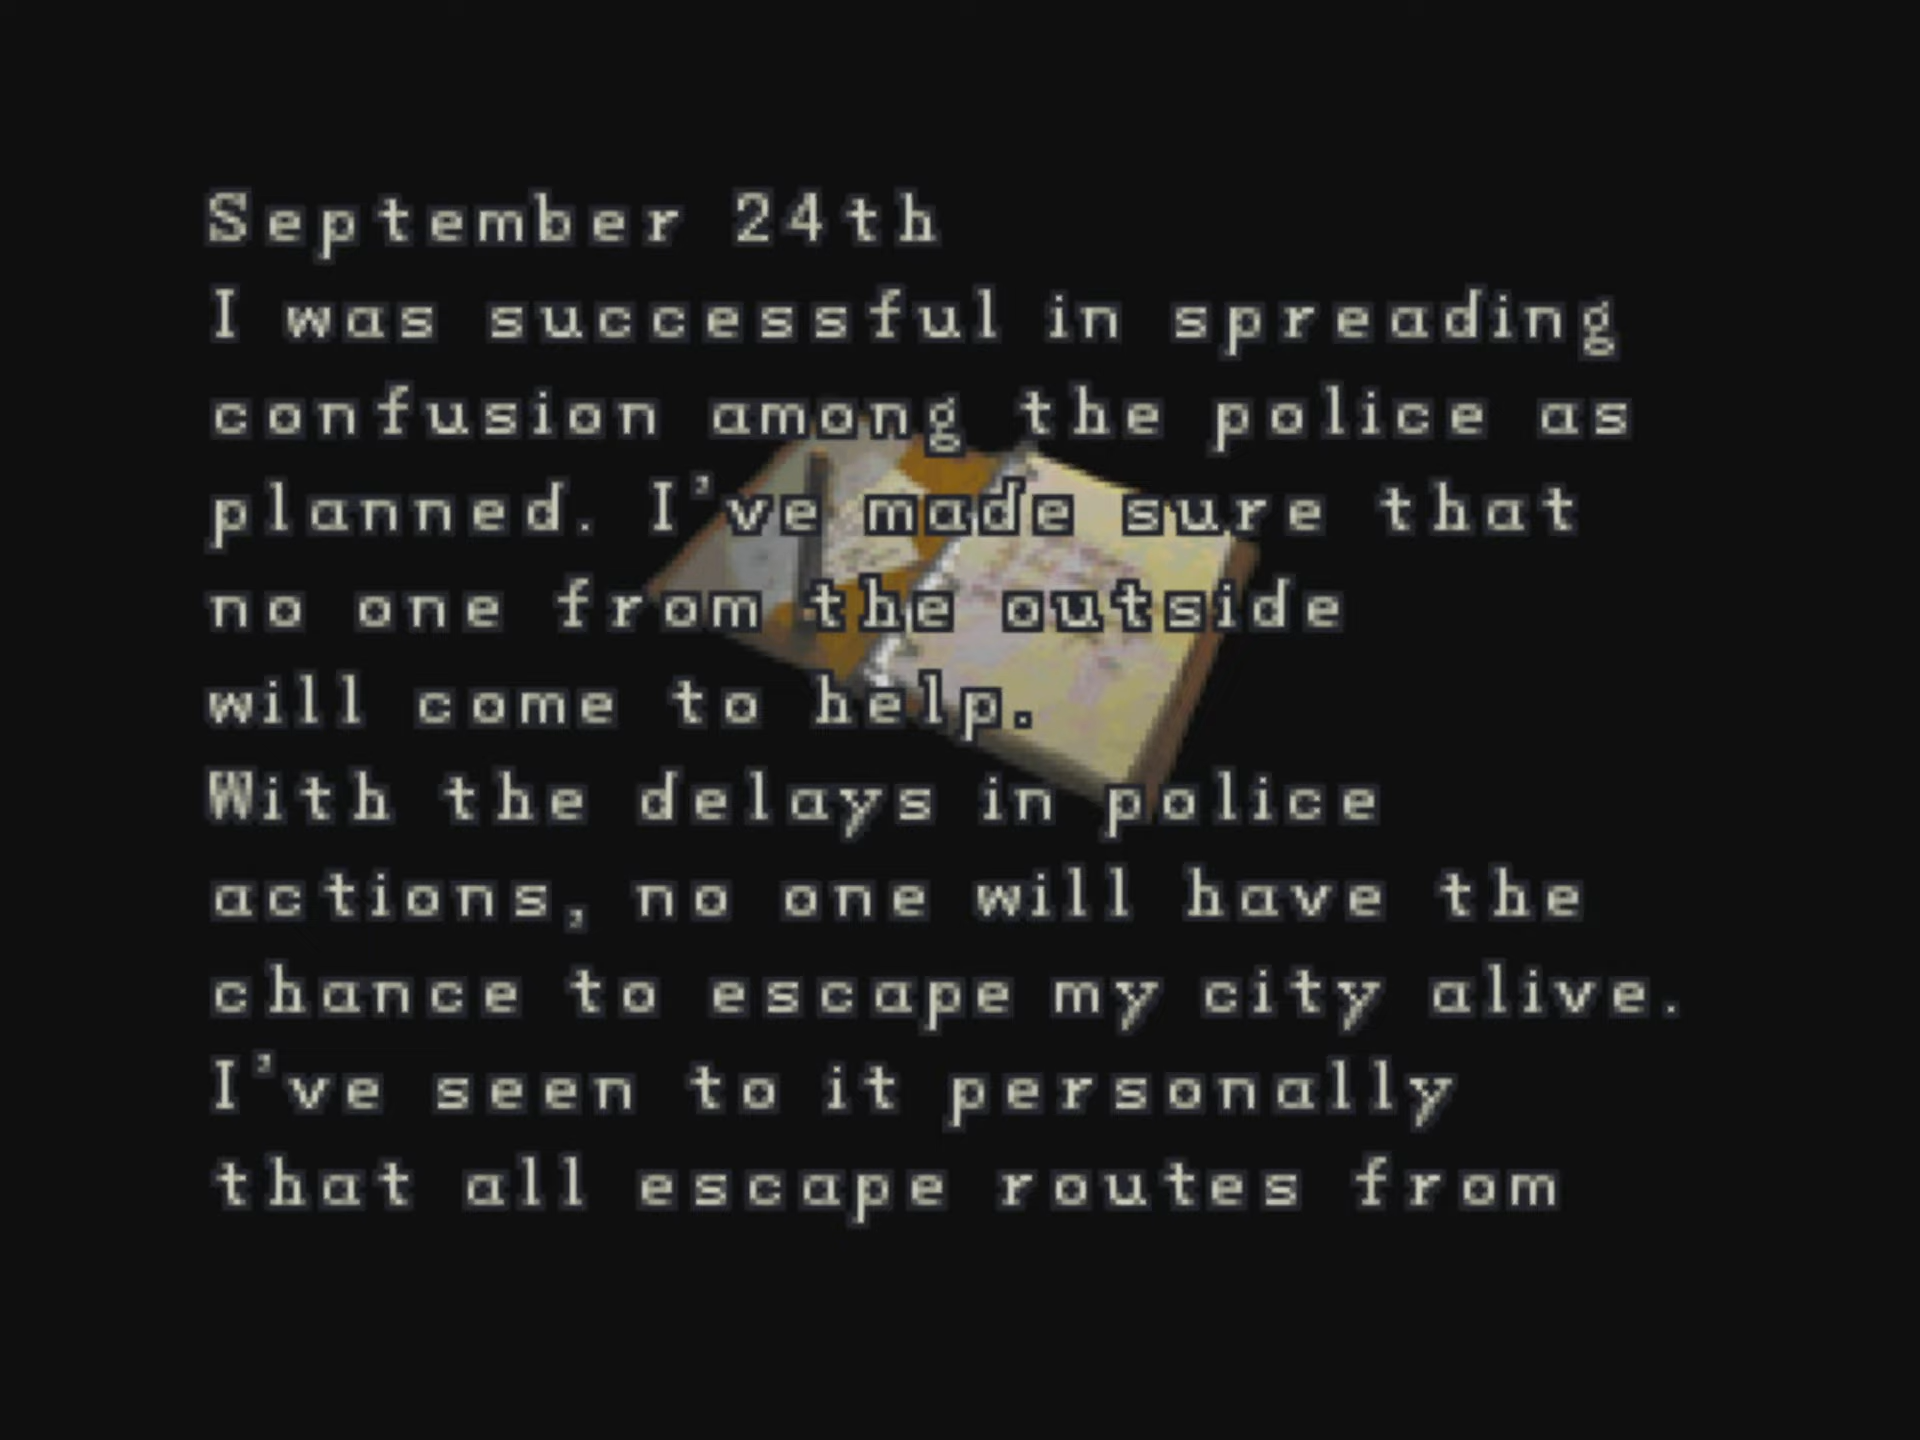 September 24th
I was successful in spreading
confusion among the police as
planned. I've made sure that
no one from the outside
will come to help.
With the delays in police
actions, no one will have the
chance to escape my city alive.
I've seen to it personally
that all escape routes from